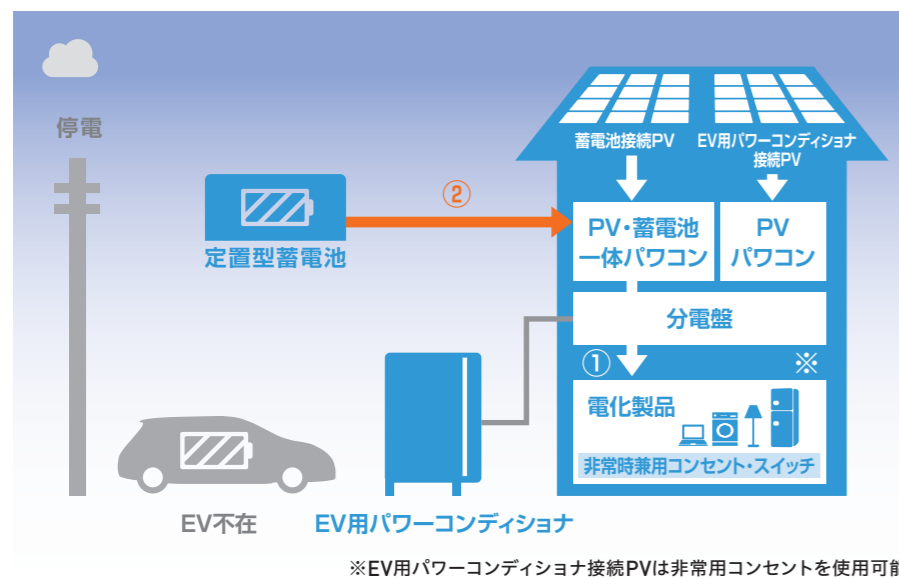 停電
蓄電池接続PV
EV用パワーコンディショナ
接続PV
②
PV・蓄電池
一体パワコン
PV
パワコン
定置型蓄電池
分電盤
①
※
電化製品
非常時兼用コンセント・スイッチ
EV不在
EV用パワーコンディショナ
※EV用パワーコンディショナ接続PVは非常用コンセントを使用可能